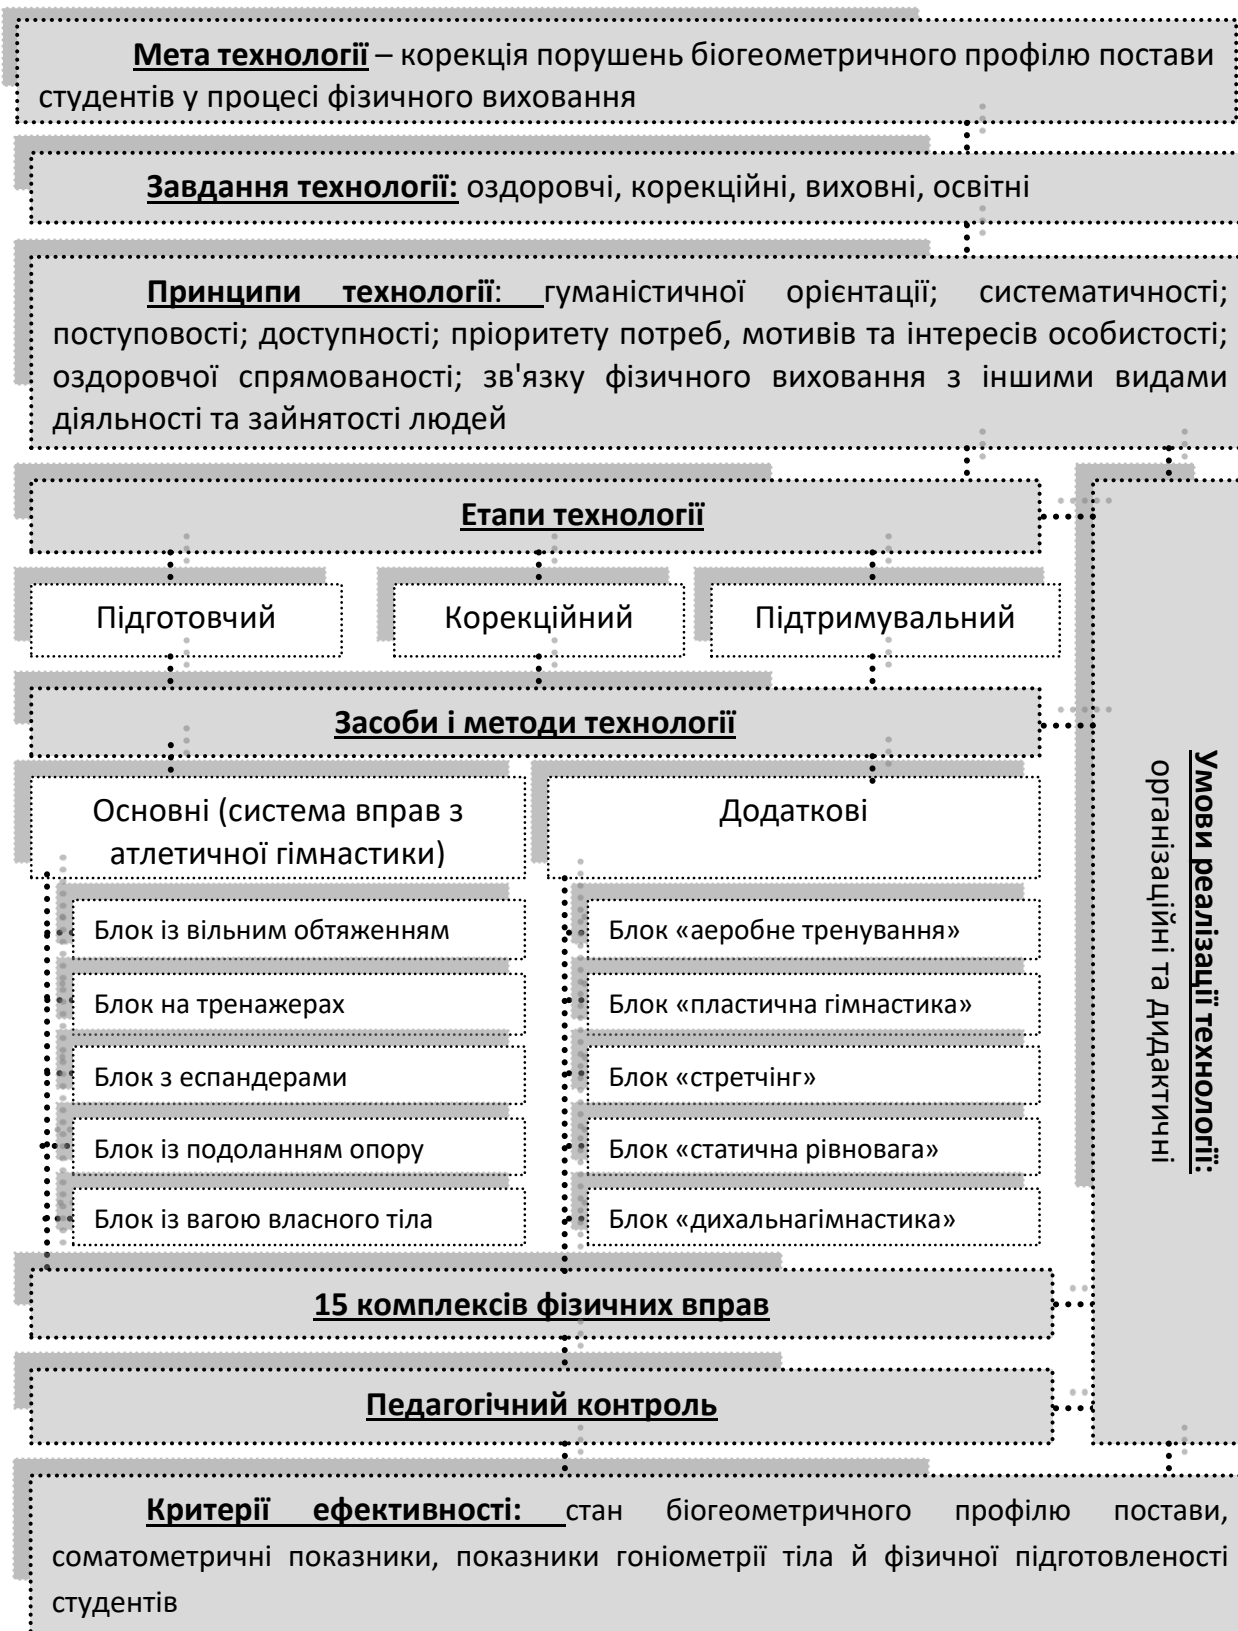 Мета технології – корекція порушень біогеометричного профілю постави
студентів у процесі фізичного виховання
Завдання технології: оздоровчі, корекційні, виховні, освітні
Принципи технології: гуманістичної орієнтації; систематичності;
поступовості; доступності; пріоритету потреб, мотивів та інтересів особистості;
оздоровчої спрямованості; зв'язку фізичного виховання з іншими видами
діяльності та зайнятості людей
Етапи технології
Підготовчий
Корекційний
Підтримувальний
Засоби і методи технології
Основні (система вправ з
атлетичної гімнастики)
Додаткові
Блок із вільним обтяженням
Блок на тренажерах
Блок з еспандерами
Блок із подоланням опору
Блок із вагою власного тіла
Блок «аеробне тренування»
Блок «пластична гімнастика»
Блок «стретчінг»
Блок «статична рівновага»
Блок «дихальнагімнастика»
Умови реалізації технології:
організаційні та дидактичні
15 комплексів фізичних вправ
Педагогічний контроль
Критерії ефективності: стан біогеометричного профілю постави,
соматометричні показники, показники гоніометрії тіла й фізичної підготовленості
студентів